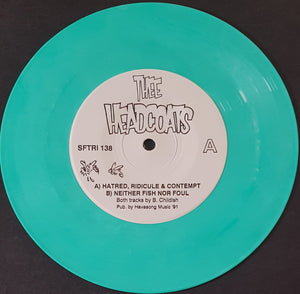 THEE
HEADCOATS
SFTRI 138
A
A) HATRED, RIDICULE & CONTEMPT
B) NEITHER FISH NOR FOUL
Both tracks by B. Childish
Pub. by Havasong Music '91